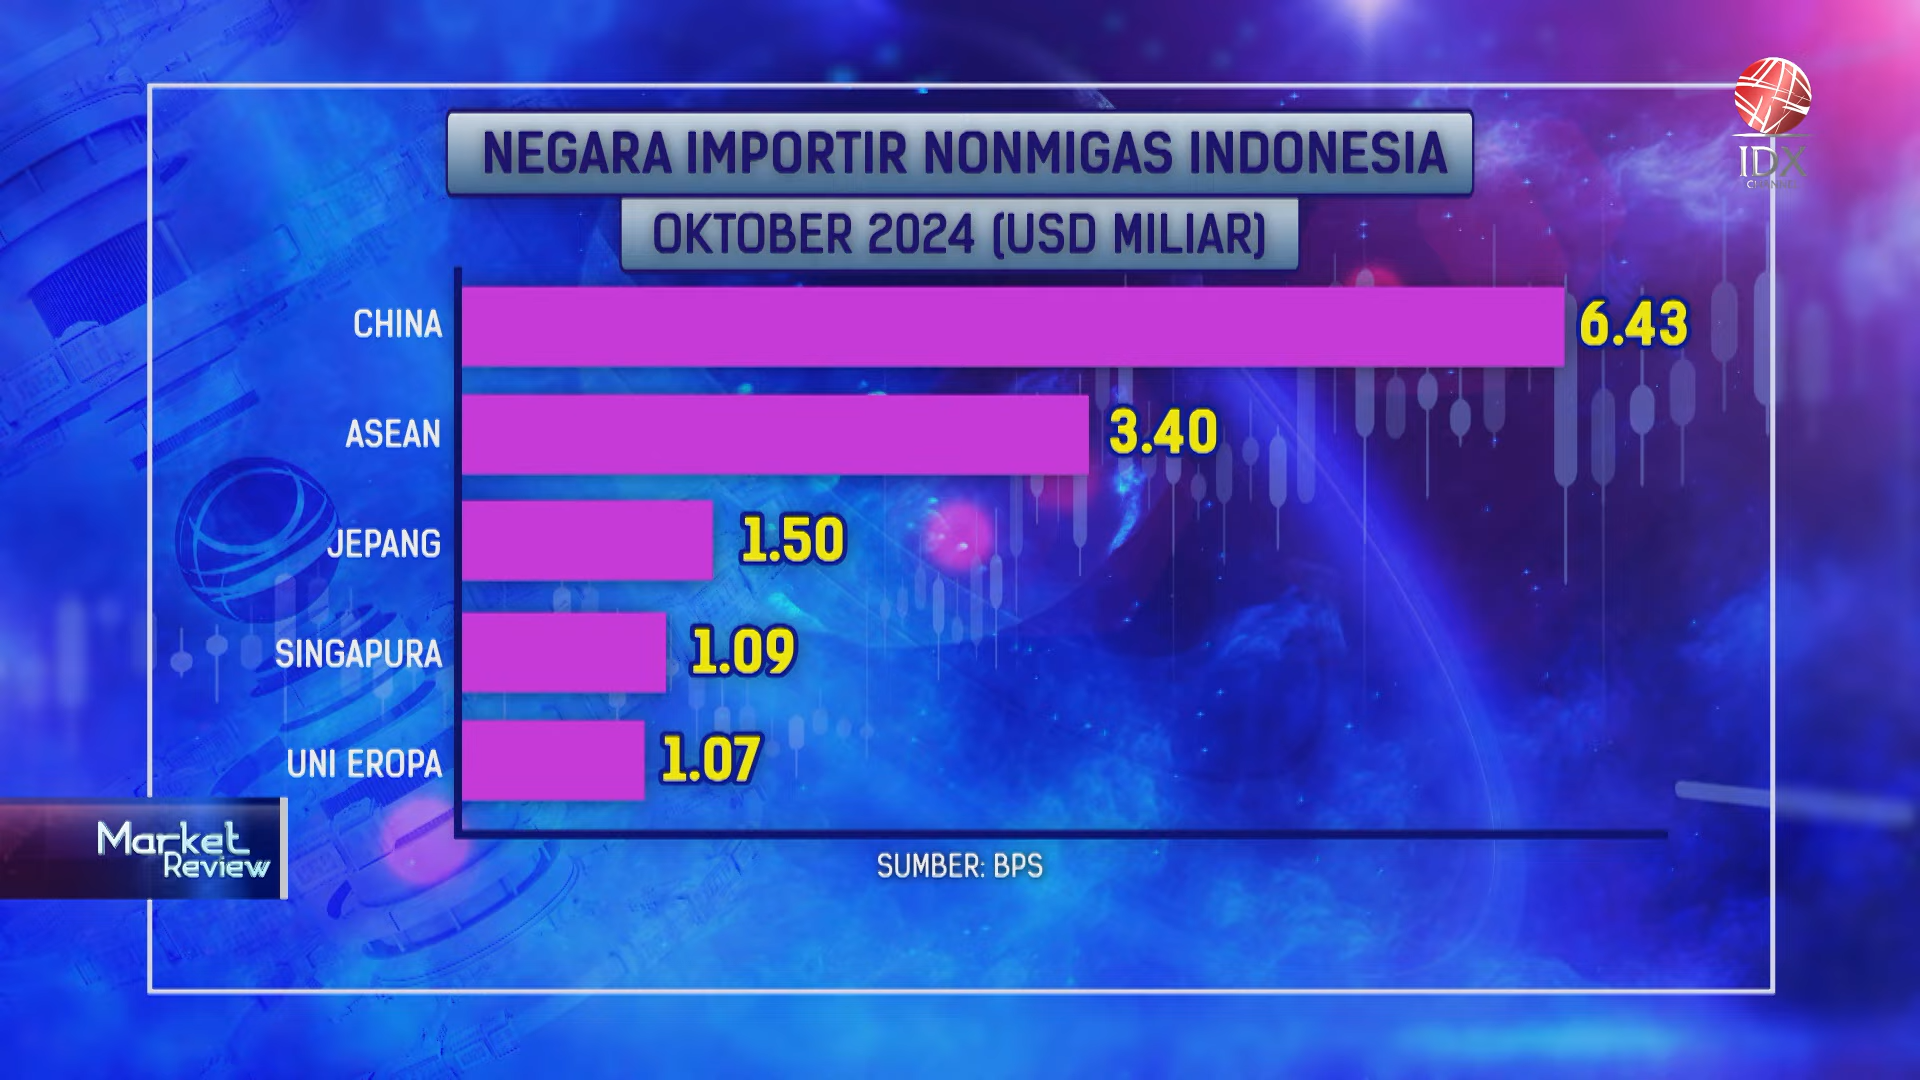 IDX
CHANNEL
NEGARA IMPORTIR NONMIGAS INDONESIA
OKTOBER 2024 (USD MILIAR)
CHINA 6.43
ASEAN 3.40
JEPANG 1.50
SINGAPURA 1.09
UNI EROPA 1.07
SUMBER: BPS
Market
Review